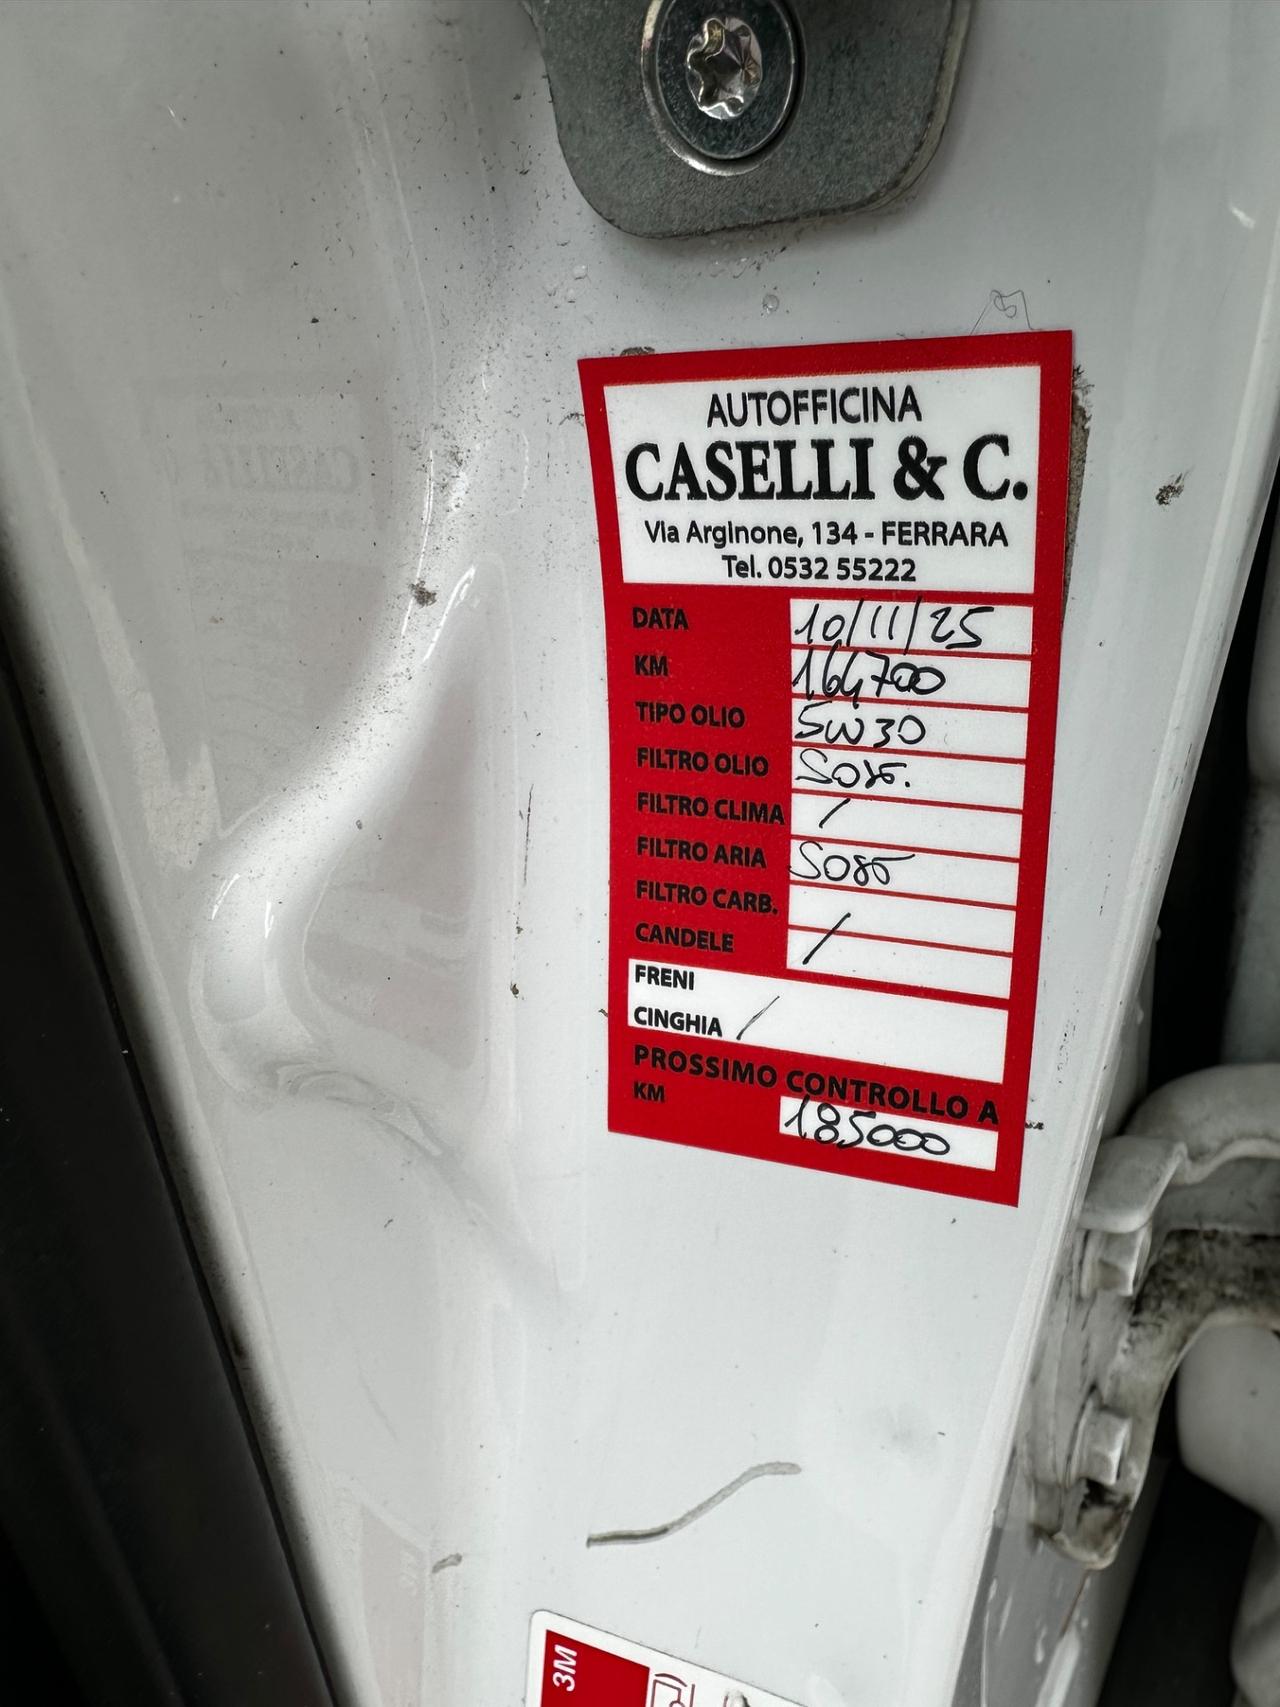 AUTOFFICINA
CASELLI & C.
Via Arginone, 134 - FERRARA
Tel. 0532 55222
DATA 10/11/25
KM 164700
TIPO OLIO 5W30
FILTRO OLIO
FILTRO CLIMA /
FILTRO ARIA
FILTRO CARB.
CANDELE /
FRENI
CINGHIA /
PROSSIMO CONTROLLO A
KM 185000
3M